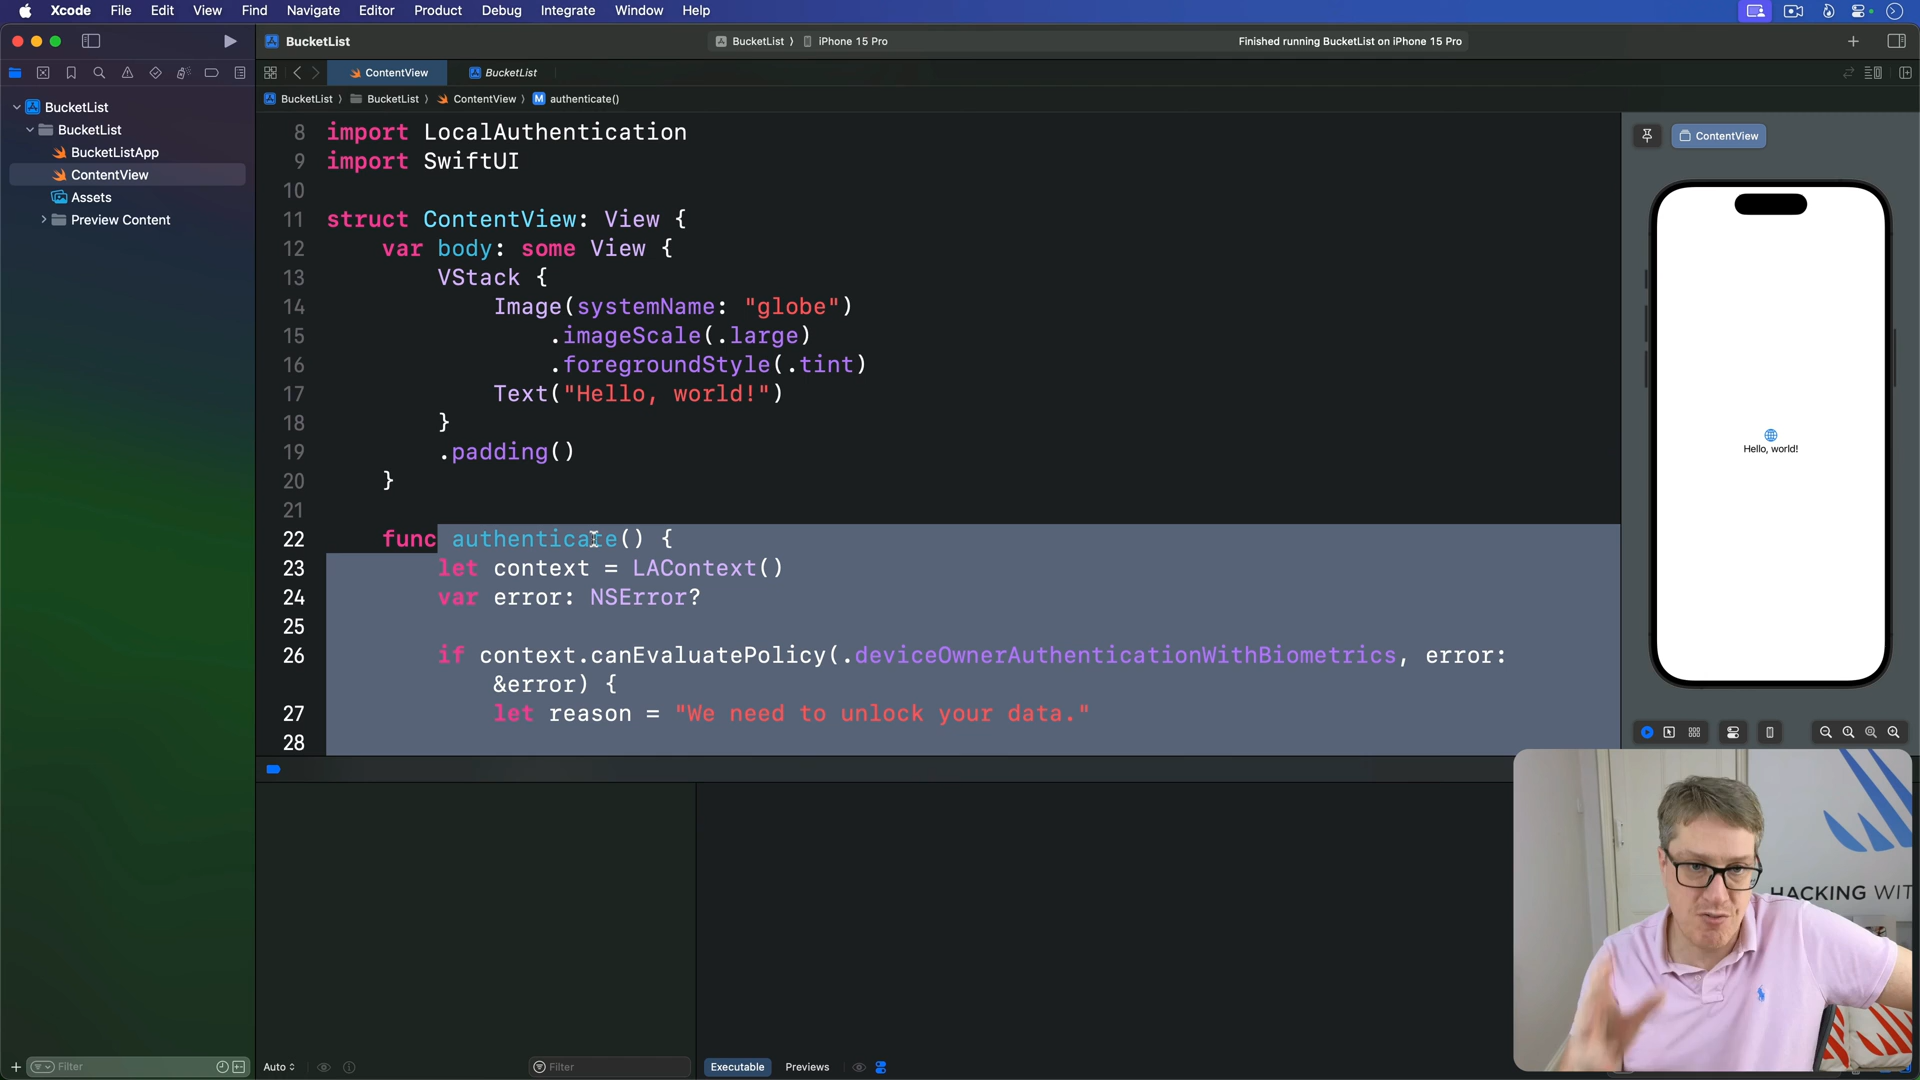 Xcode File Edit View Find Navigate Editor Product Debug Integrate Window Help
BucketList
BucketList 〉 iPhone 15 Pro
Finished running BucketList on iPhone 15 Pro
ContentView
BucketList
BucketList 〉 BucketList 〉 ContentView 〉 M authenticate()
BucketList
BucketList
BucketListApp
ContentView
Assets
Preview Content
8 import LocalAuthentication
9 import SwiftUI
10
11 struct ContentView: View {
12 var body: some View {
13 VStack {
14 Image(systemName: "globe")
15 .imageScale(.large)
16 .foregroundStyle(.tint)
17 Text("Hello, world!")
18 }
19 .padding()
20 }
21
22 func authenticate() {
23 let context = LAContext()
24 var error: NSError?
25
26 if context.canEvaluatePolicy(.deviceOwnerAuthenticationWithBiometrics, error:
&error) {
27 let reason = "We need to unlock your data."
28
ContentView
Hello, world!
HACKING WIT
Filter
Auto
Filter
Executable
Previews